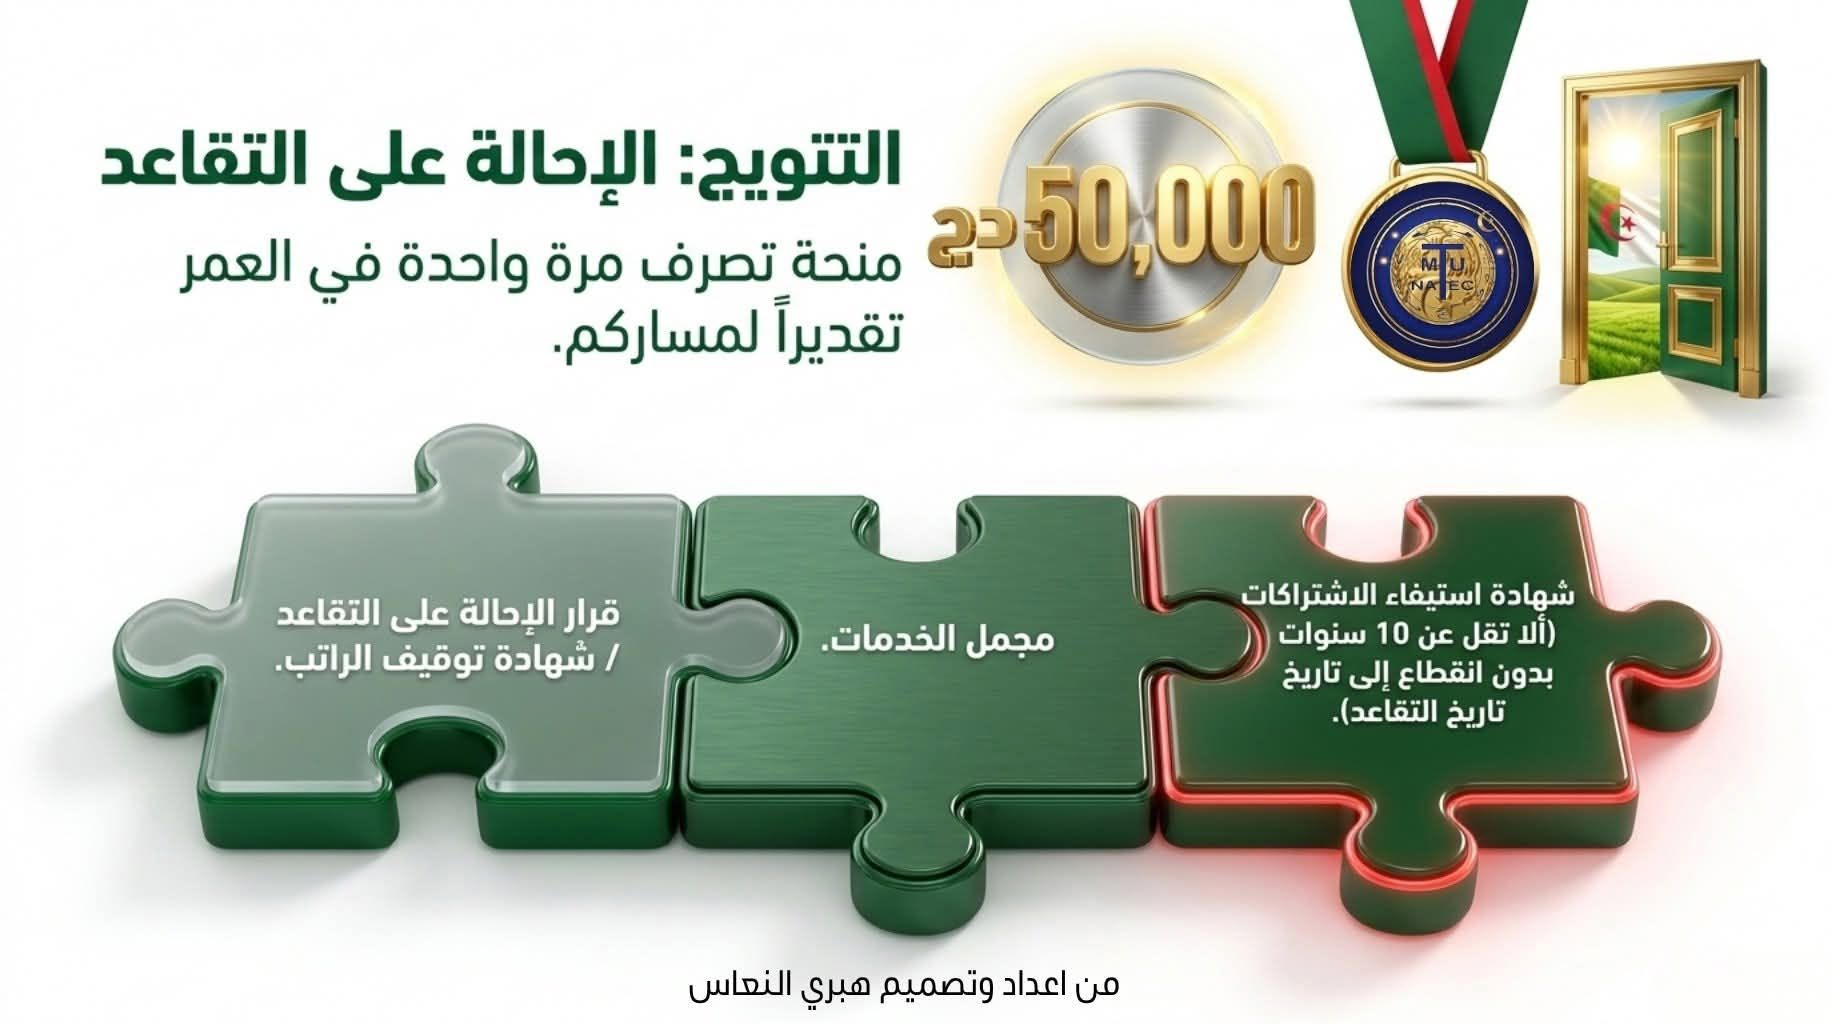 التتويج: الإحالة على التقاعد
منحة تصرف مرة واحدة في العمر
تقديراً لمساركم.
50,000 دج
M T U
NATEC
شهادة استيفاء الاشتراكات
(ألا تقل عن 10 سنوات
بدون انقطاع إلى تاريخ
تاريخ التقاعد).
مجمل الخدمات.
قرار الإحالة على التقاعد
/ شهادة توقيف الراتب.
من اعداد وتصميم هبري النعاس